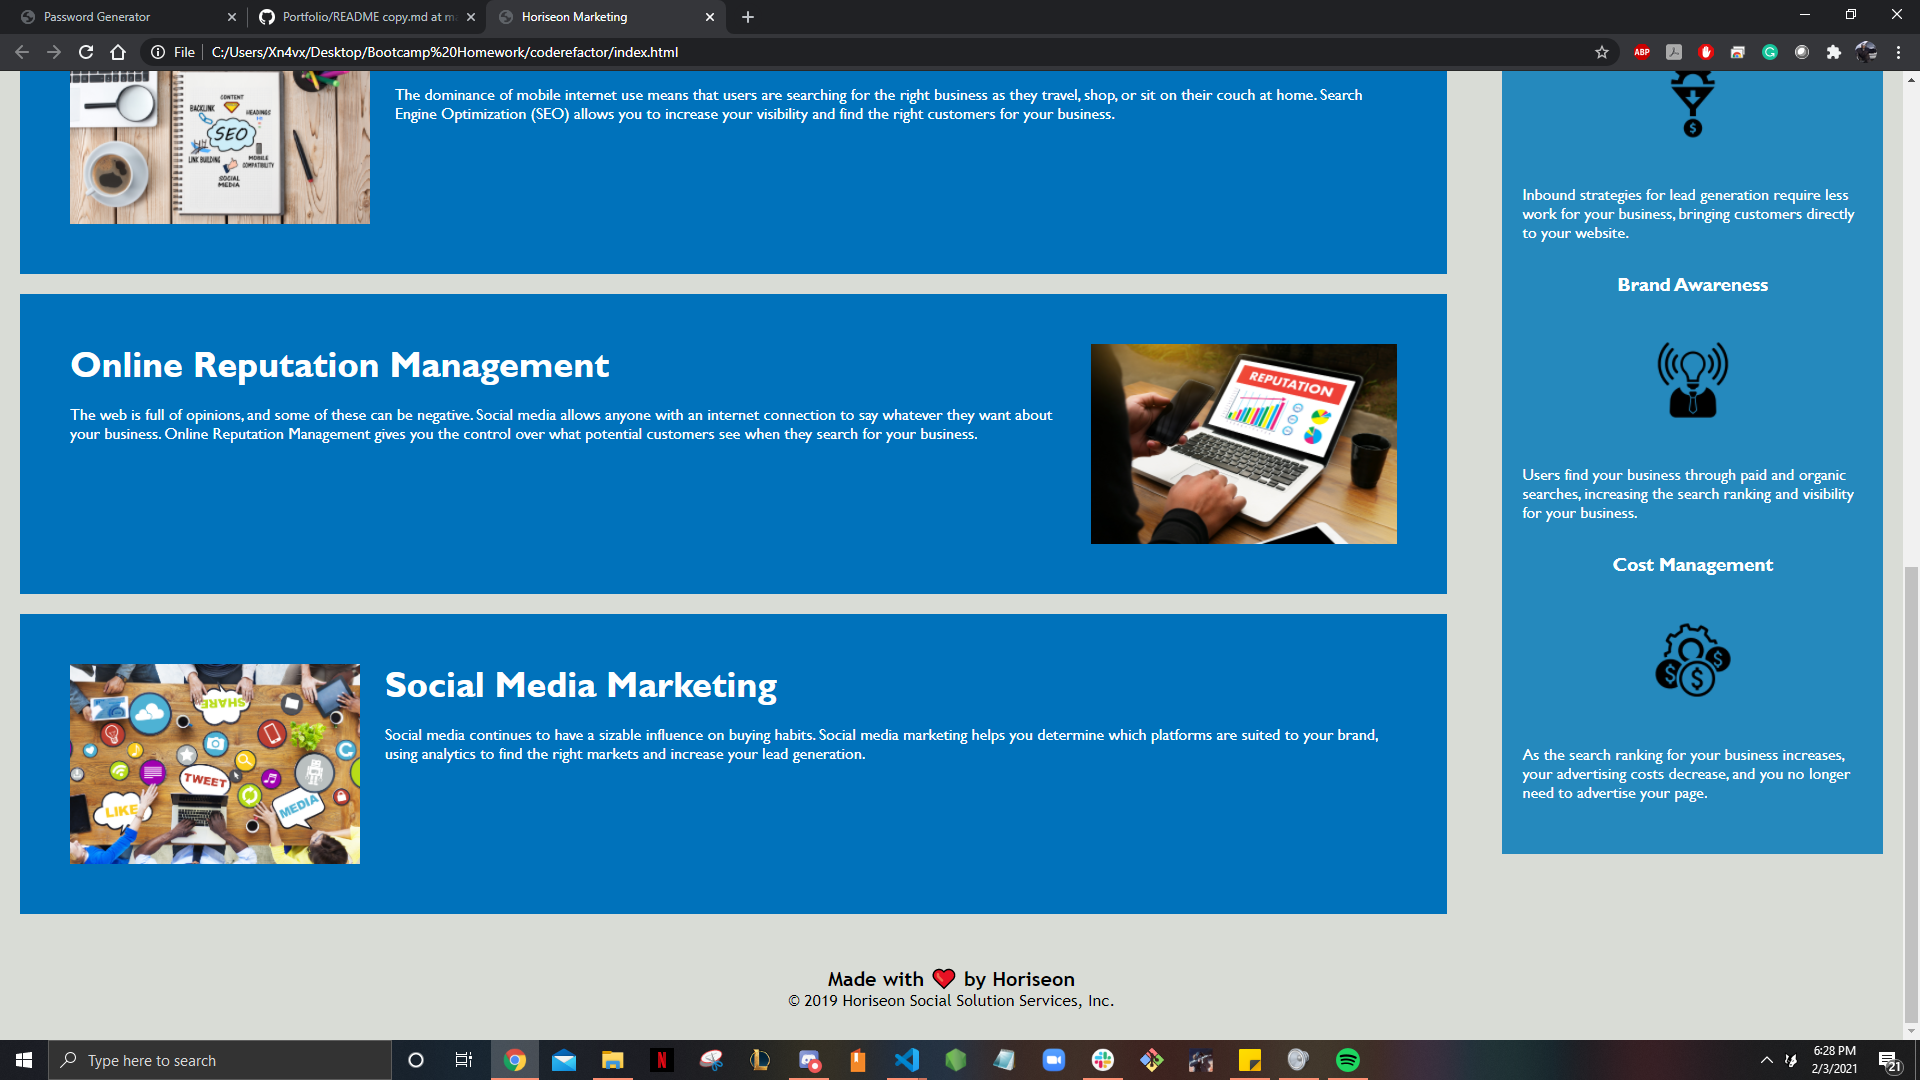 Password Generator
Portfolio/README copy.md at ma
Horiseon Marketing
File
C:/Users/Xn4vx/Desktop/Bootcamp%20Homework/coderefactor/index.html
ABP
CONTENT
BACKLINK
HEADINGS
SEO
LINK BUILDING
MOBILE COMPATIBILITY
SOCIAL MEDIA
The dominance of mobile internet use means that users are searching for the right business as they travel, shop, or sit on their couch at home. Search
Engine Optimization (SEO) allows you to increase your visibility and find the right customers for your business.
Online Reputation Management
The web is full of opinions, and some of these can be negative. Social media allows anyone with an internet connection to say whatever they want about
your business. Online Reputation Management gives you the control over what potential customers see when they search for your business.
REPUTATION
SHARE
TWEET
LIKE
MEDIA
Social Media Marketing
Social media continues to have a sizable influence on buying habits. Social media marketing helps you determine which platforms are suited to your brand,
using analytics to find the right markets and increase your lead generation.
$
Inbound strategies for lead generation require less
work for your business, bringing customers directly
to your website.
Brand Awareness
Users find your business through paid and organic
searches, increasing the search ranking and visibility
for your business.
Cost Management
$ $ $
As the search ranking for your business increases,
your advertising costs decrease, and you no longer
need to advertise your page.
Made with ❤ by Horiseon
© 2019 Horiseon Social Solution Services, Inc.
Type here to search
N
6:28 PM
2/3/2021
21